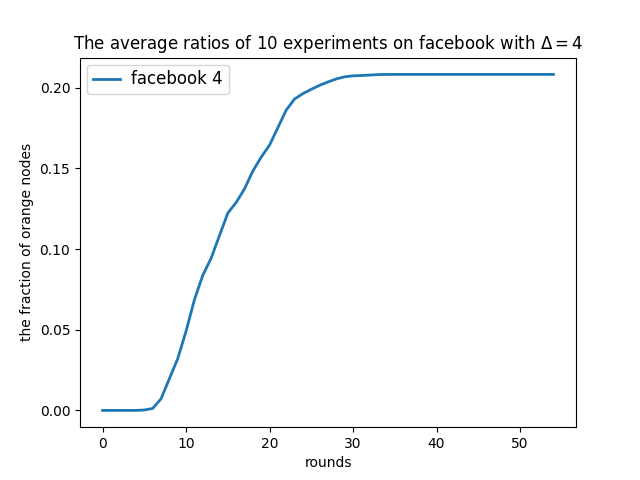 The average ratios of 10 experiments on facebook with Δ = 4
facebook 4
the fraction of orange nodes
0.20
0.15
0.10
0.05
0.00
0 10 20 30 40 50
rounds